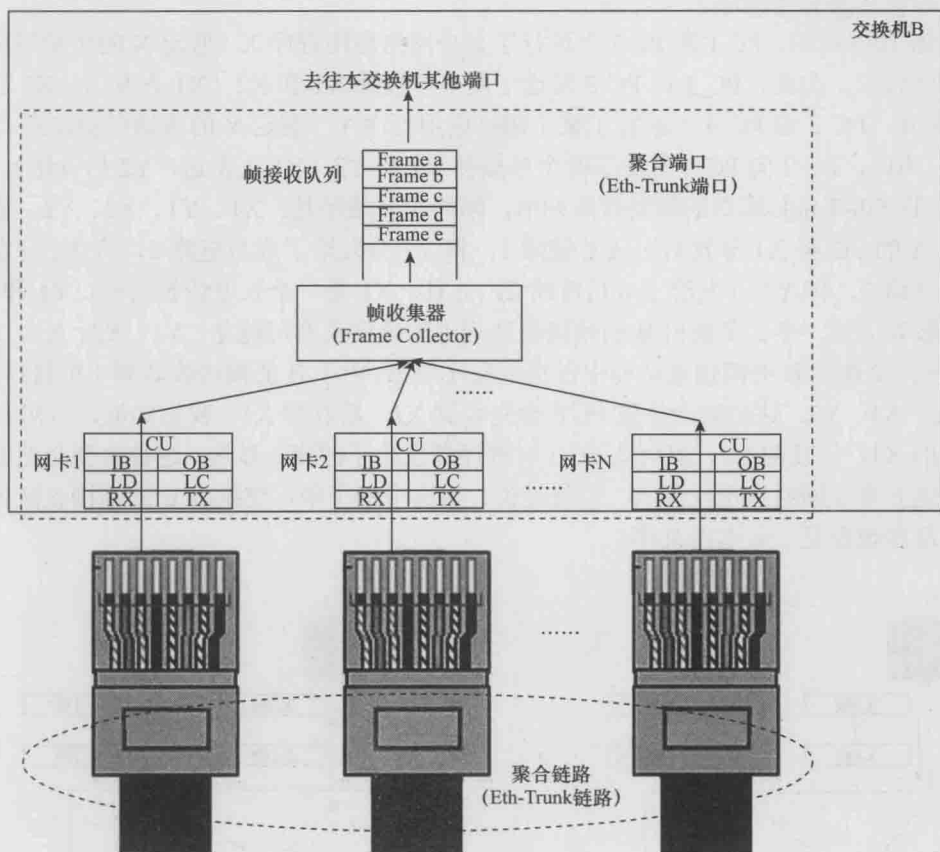 交换机B
去往本交换机其他端口
帧接收队列
Frame a
Frame b
Frame c
Frame d
Frame e
聚合端口
(Eth-Trunk端口)
帧收集器
(Frame Collector)
……
网卡1
CU
IB OB
LD LC
RX TX
网卡2
CU
IB OB
LD LC
RX TX
……
网卡N
CU
IB OB
LD LC
RX TX
……
聚合链路
(Eth-Trunk链路)